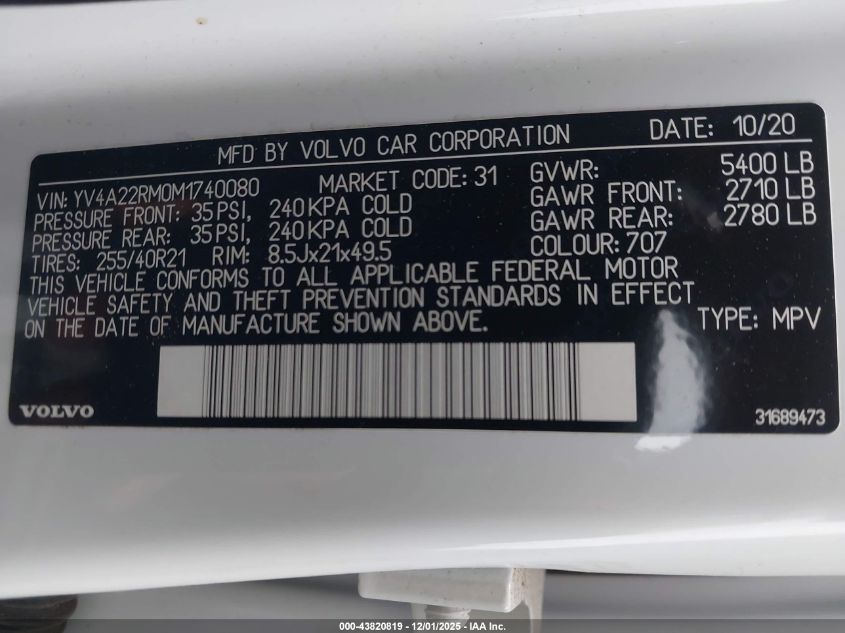 MFD BY VOLVO CAR CORPORATION DATE: 10/20
VIN: YV4A22RM0M1740080 MARKET CODE: 31 GVWR: 5400 LB
PRESSURE FRONT: 35 PSI, 240 KPA COLD GAWR FRONT: 2710 LB
PRESSURE REAR: 35 PSI, 240 KPA COLD GAWR REAR: 2780 LB
TIRES: 255/40R21 RIM: 8.5Jx21x49.5 COLOUR: 707
THIS VEHICLE CONFORMS TO ALL APPLICABLE FEDERAL MOTOR
VEHICLE SAFETY AND THEFT PREVENTION STANDARDS IN EFFECT
ON THE DATE OF MANUFACTURE SHOWN ABOVE. TYPE: MPV
VOLVO 31689473
000-43820819 - 12/01/2025 - IAA Inc.